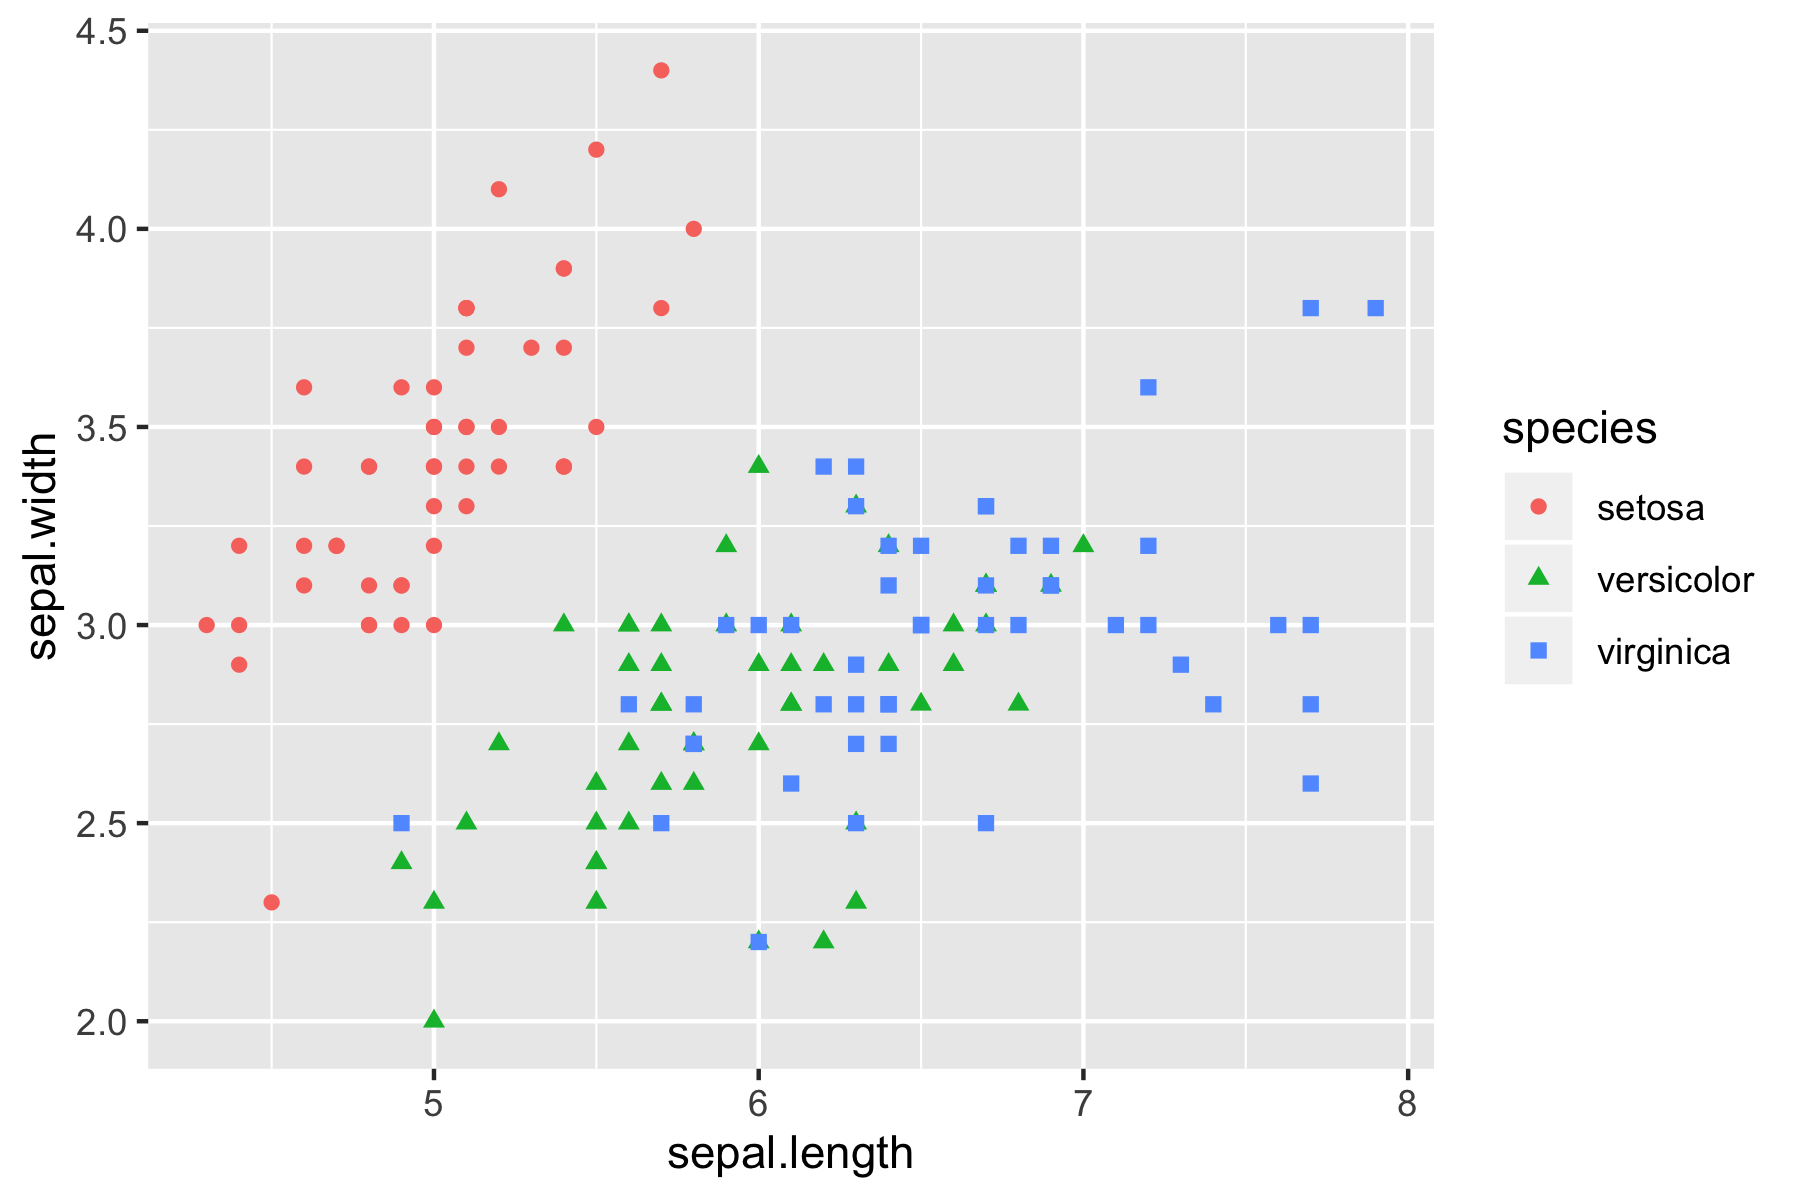 4.5
4.0
3.5
3.0
2.5
2.0
sepal.width
5 6 7 8
sepal.length
species
setosa
versicolor
virginica